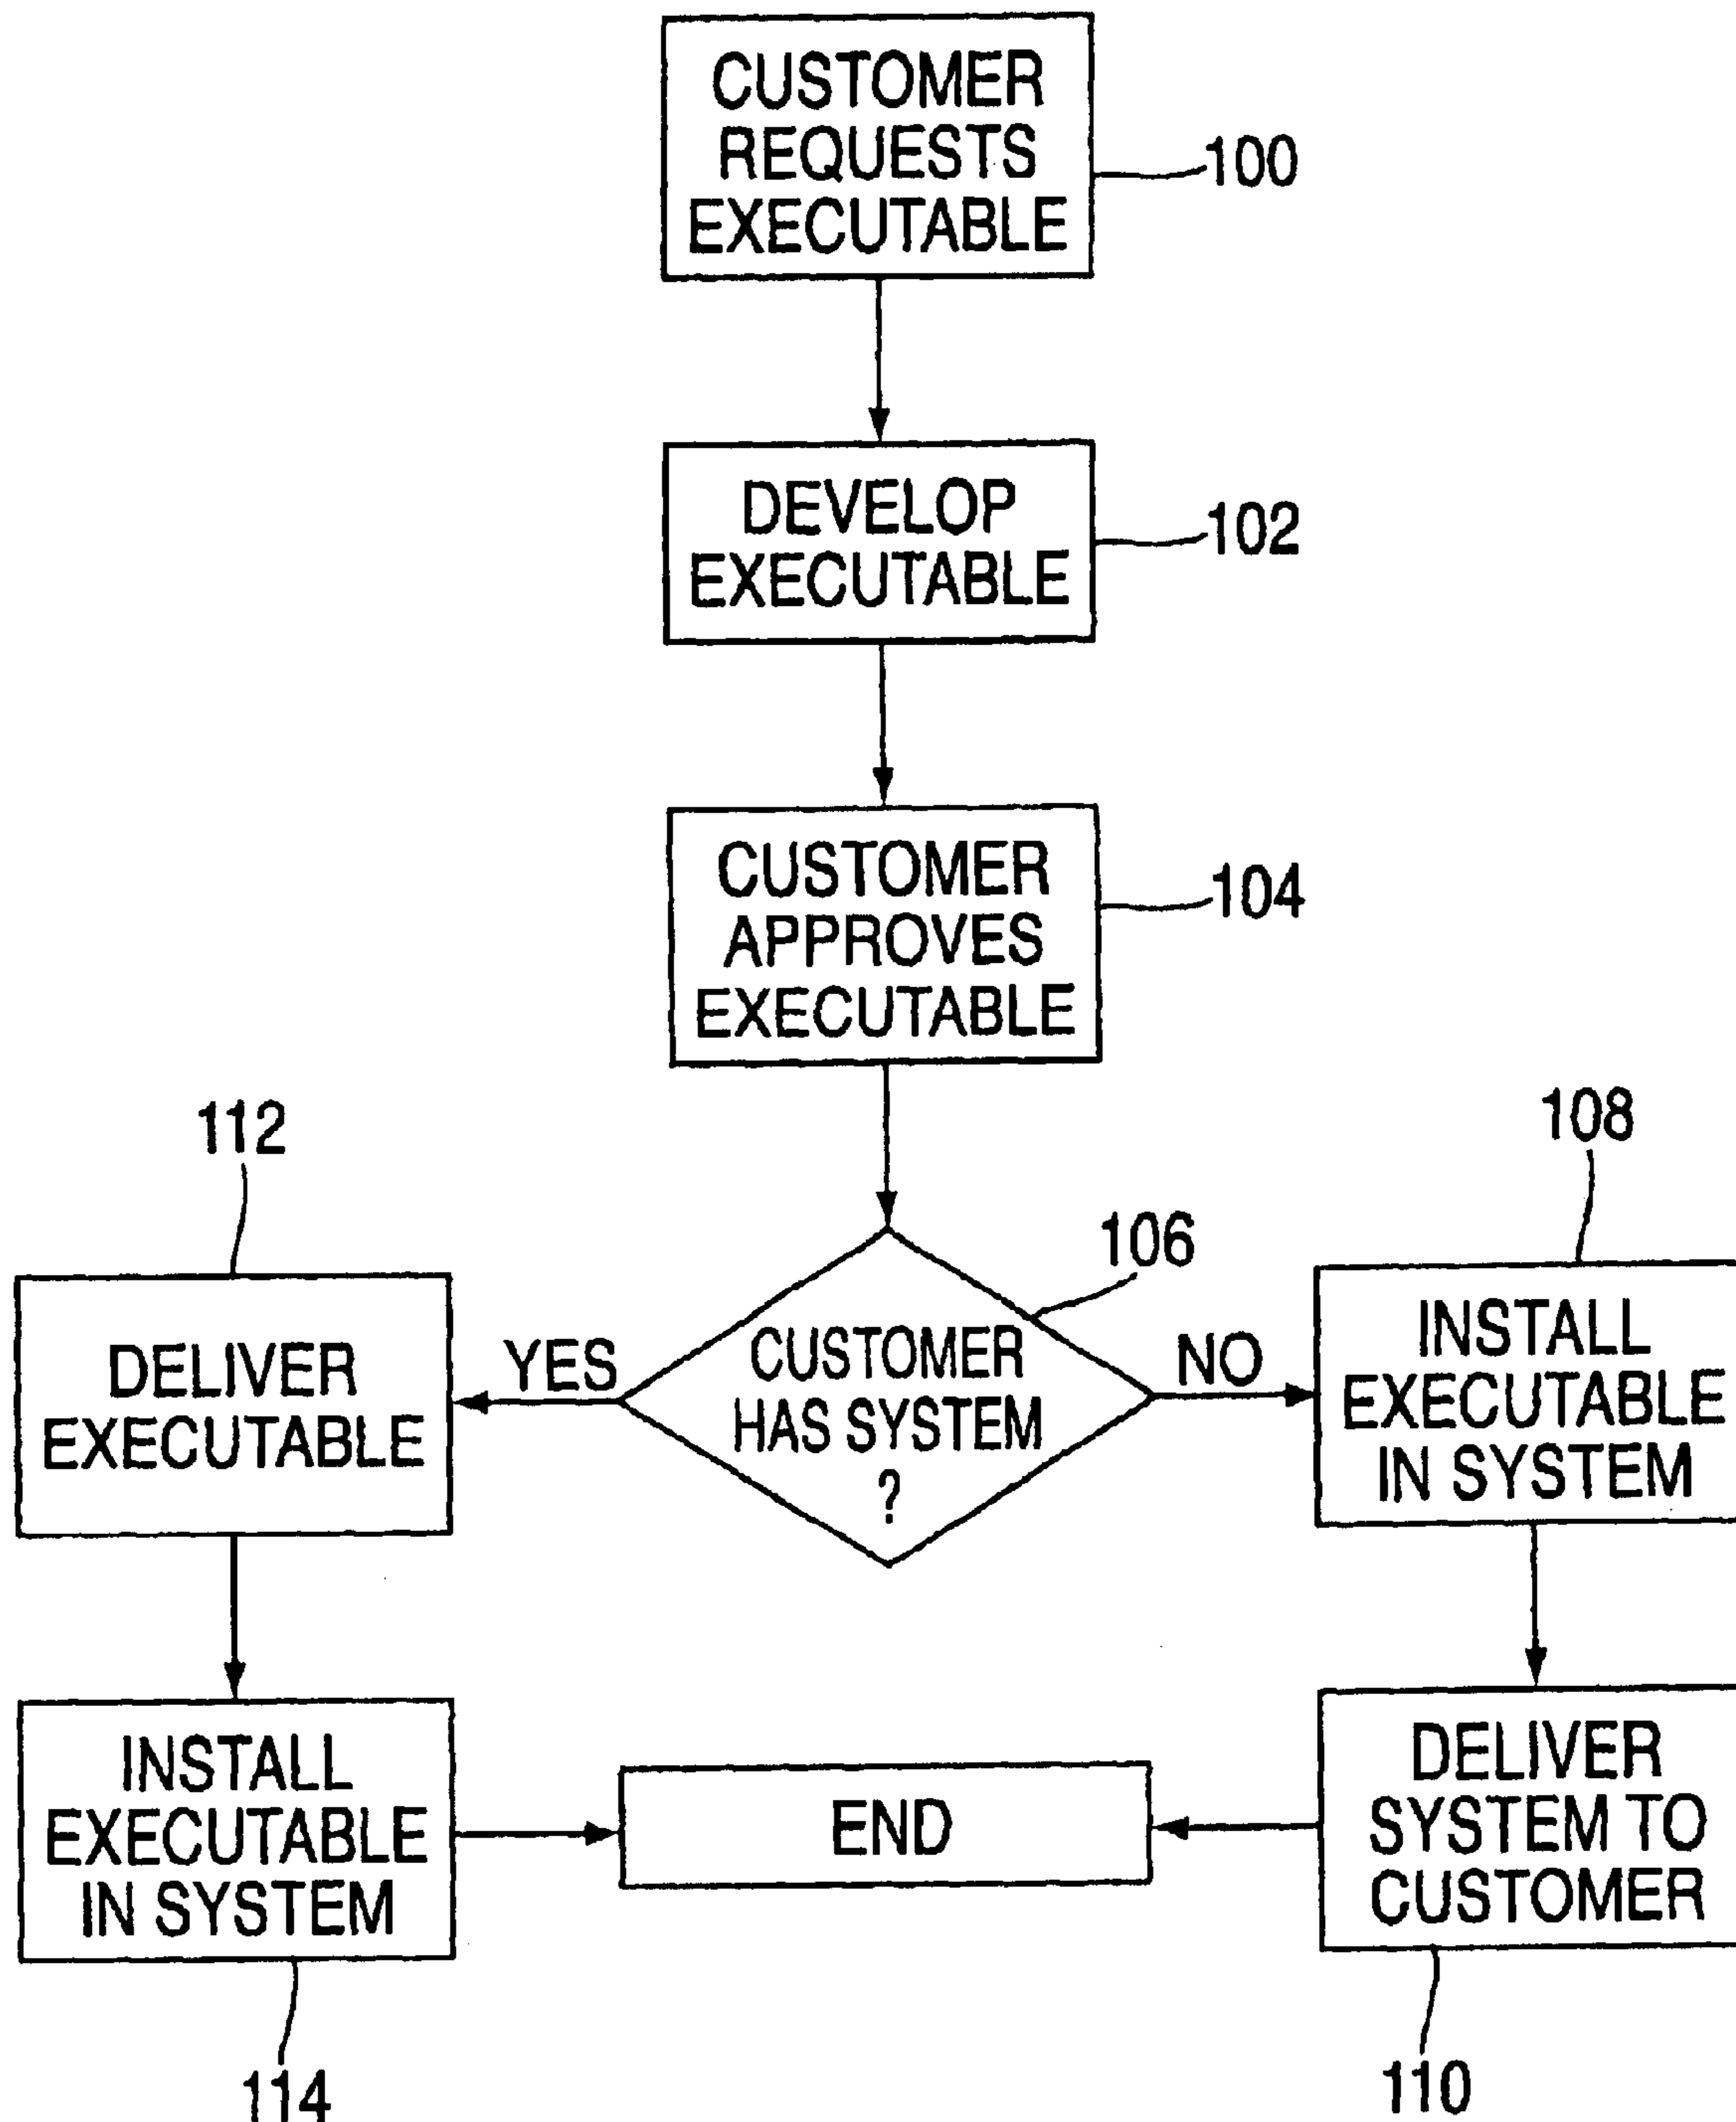 CUSTOMER
REQUESTS
EXECUTABLE
100
DEVELOP
EXECUTABLE
102
CUSTOMER
APPROVES
EXECUTABLE
104
106
CUSTOMER
HAS SYSTEM
?
YES
NO
112
DELIVER
EXECUTABLE
108
INSTALL
EXECUTABLE
IN SYSTEM
INSTALL
EXECUTABLE
IN SYSTEM
114
END
DELIVER
SYSTEM TO
CUSTOMER
110